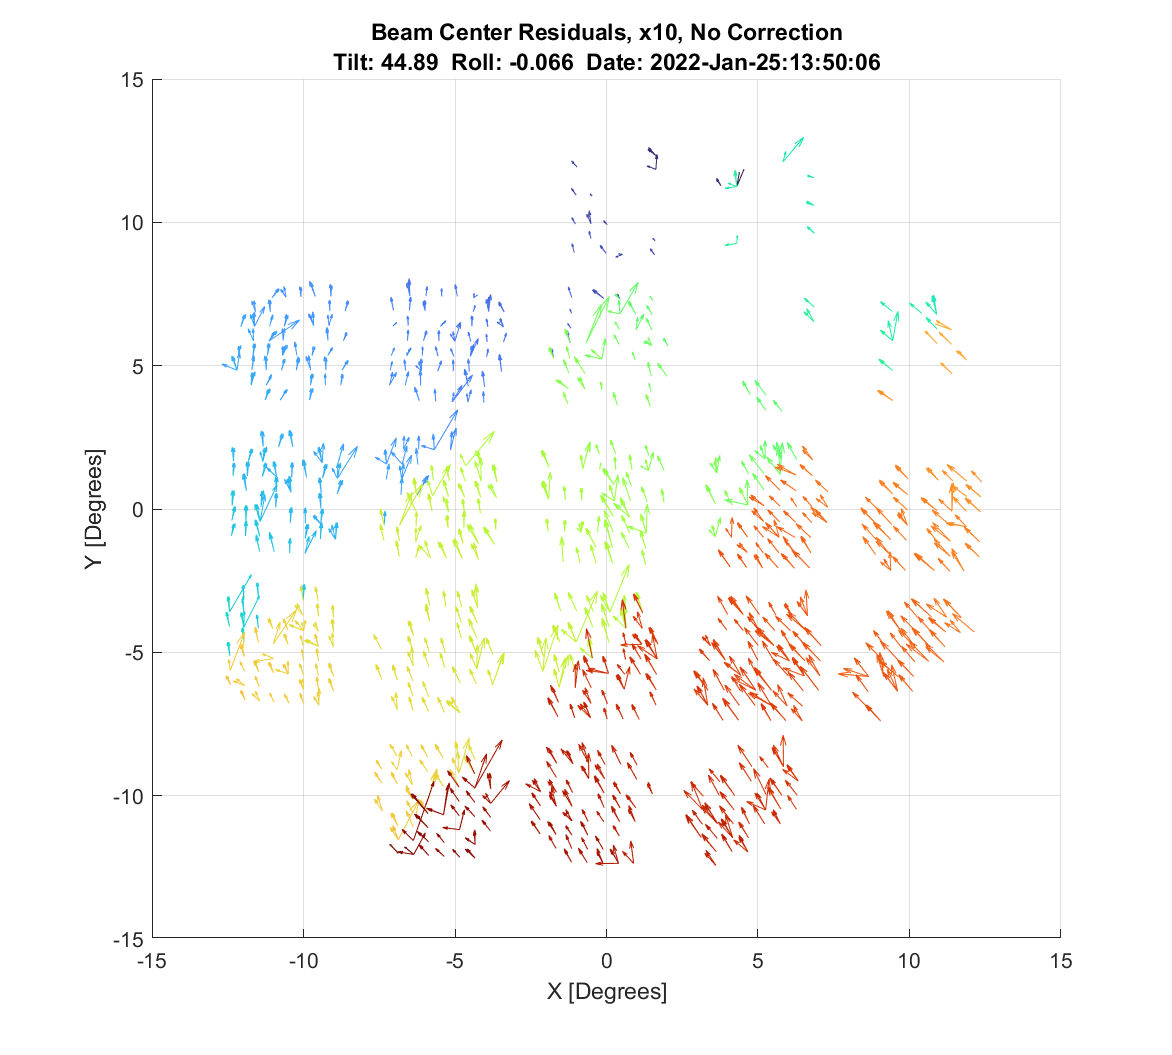 Beam Center Residuals, x10, No Correction
Tilt: 44.89  Roll: -0.066  Date: 2022-Jan-25:13:50:06
15
10
5
0
-5
-10
-15
Y [Degrees]
-15 -10 -5 0 5 10 15
X [Degrees]